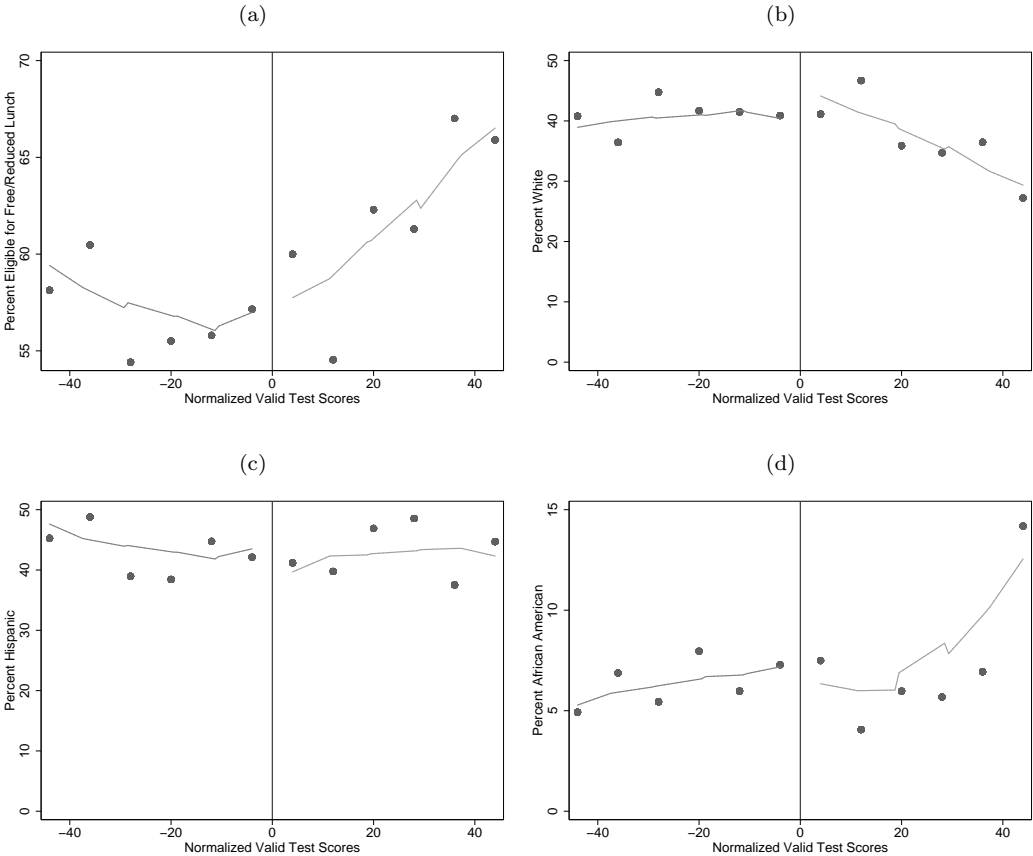 (a)
70
65
60
55
Percent Eligible for Free/Reduced Lunch
−40 −20 0 20 40
Normalized Valid Test Scores
(b)
50
40
30
20
10
0
Percent White
−40 −20 0 20 40
Normalized Valid Test Scores
(c)
50
40
30
20
10
0
Percent Hispanic
−40 −20 0 20 40
Normalized Valid Test Scores
(d)
15
10
5
0
Percent African American
−40 −20 0 20 40
Normalized Valid Test Scores